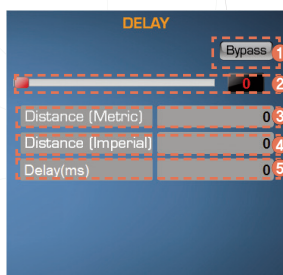 DELAY
Bypass 1
0 2
Distance (Metric) 0 3
Distance (Imperial) 0 4
Delay(ms) 0 5